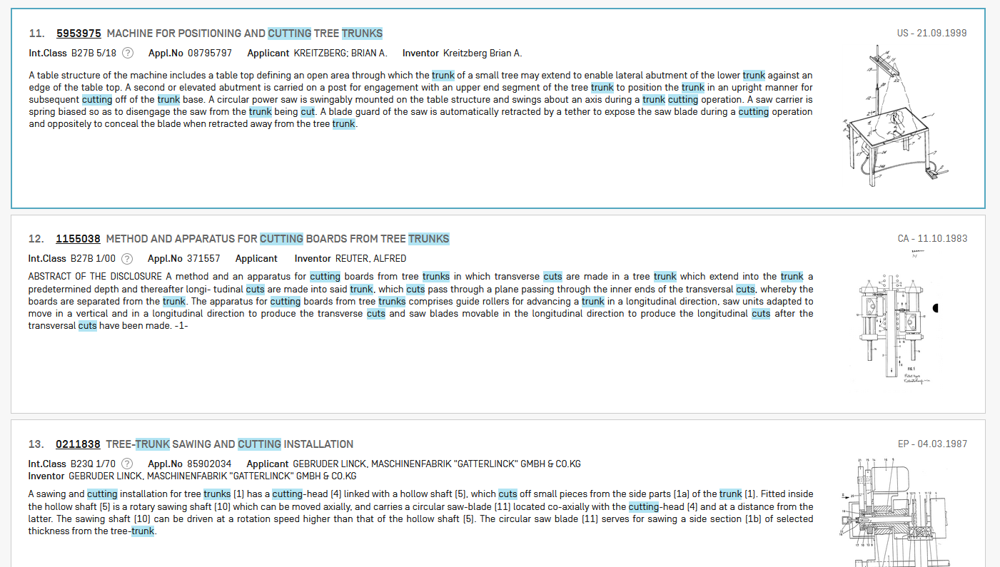 11. 5953975 MACHINE FOR POSITIONING AND CUTTING TREE TRUNKS US - 21.09.1999
Int.Class B27B 5/18 ? Appl.No 08795797 Applicant KREITZBERG; BRIAN A. Inventor Kreitzberg Brian A.
A table structure of the machine includes a table top defining an open area through which the trunk of a small tree may extend to enable lateral abutment of the lower trunk against an
edge of the table top. A second or elevated abutment is carried on a post for engagement with an upper end segment of the tree trunk to position the trunk in an upright manner for
subsequent cutting off of the trunk base. A circular power saw is swingably mounted on the table structure and swings about an axis during a trunk cutting operation. A saw carrier is
spring biased so as to disengage the saw from the trunk being cut. A blade guard of the saw is automatically retracted by a tether to expose the saw blade during a cutting operation
and oppositely to conceal the blade when retracted away from the tree trunk.
12. 1155038 METHOD AND APPARATUS FOR CUTTING BOARDS FROM TREE TRUNKS CA - 11.10.1983
Int.Class B27B 1/00 ? Appl.No 371557 Applicant Inventor REUTER, ALFRED
ABSTRACT OF THE DISCLOSURE A method and an apparatus for cutting boards from tree trunks in which transverse cuts are made in a tree trunk which extend into the trunk a
predetermined depth and thereafter longi- tudinal cuts are made into said trunk, which cuts pass through a plane passing through the inner ends of the transversal cuts, whereby the
boards are separated from the trunk. The apparatus for cutting boards from tree trunks comprises guide rollers for advancing a trunk in a longitudinal direction, saw units adapted to
move in a vertical and in a longitudinal direction to produce the transverse cuts and saw blades movable in the longitudinal direction to produce the longitudinal cuts after the
transversal cuts have been made. -1-
FIG.1
13. 0211838 TREE-TRUNK SAWING AND CUTTING INSTALLATION EP - 04.03.1987
Int.Class B23Q 1/70 ? Appl.No 85902034 Applicant GEBRUDER LINCK, MASCHINENFABRIK "GATTERLINCK" GMBH & CO.KG
Inventor GEBRUDER LINCK, MASCHINENFABRIK "GATTERLINCK" GMBH & CO.KG
A sawing and cutting installation for tree trunks [1] has a cutting-head [4] linked with a hollow shaft [5], which cuts off small pieces from the side parts [1a] of the trunk [1]. Fitted inside
the hollow shaft [5] is a rotary sawing shaft [10] which can be moved axially, and carries a circular saw-blade [11] located co-axially with the cutting-head [4] and at a distance from the
latter. The sawing shaft [10] can be driven at a rotation speed higher than that of the hollow shaft [5]. The circular saw blade [11] serves for sawing a side section [1b] of selected
thickness from the tree-trunk.